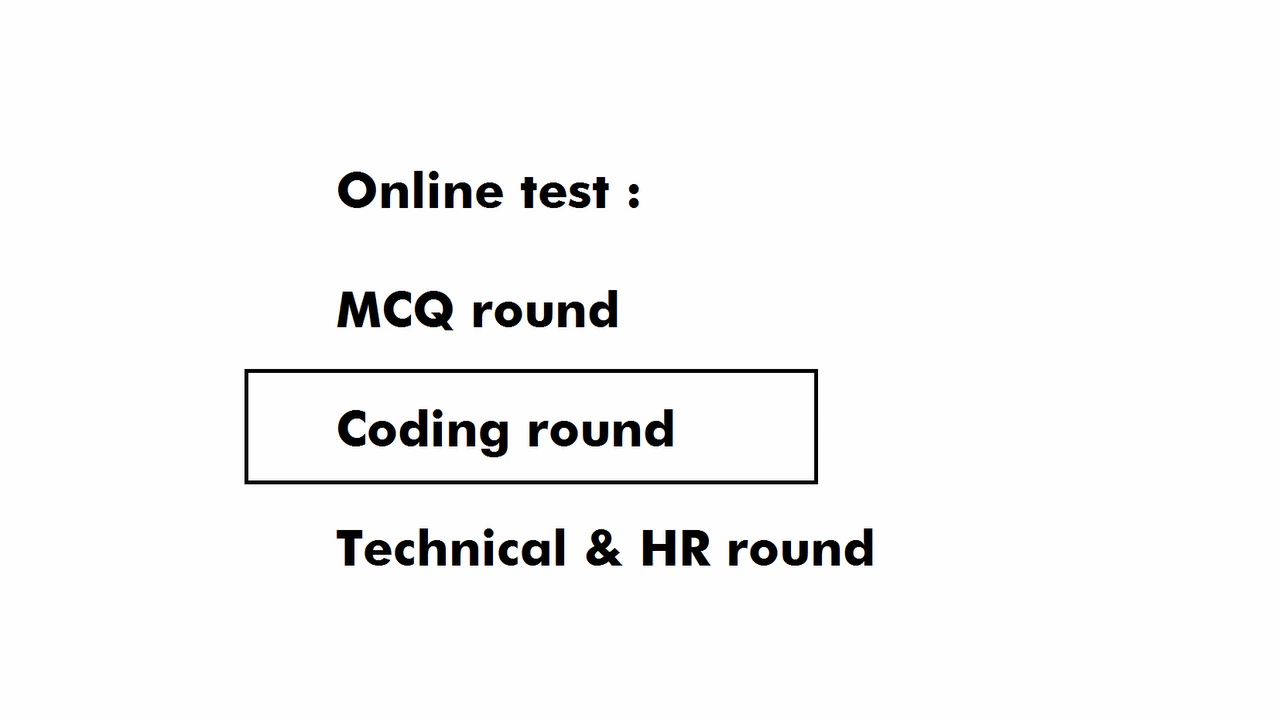 Online test :
MCQ round
Coding round
Technical & HR round